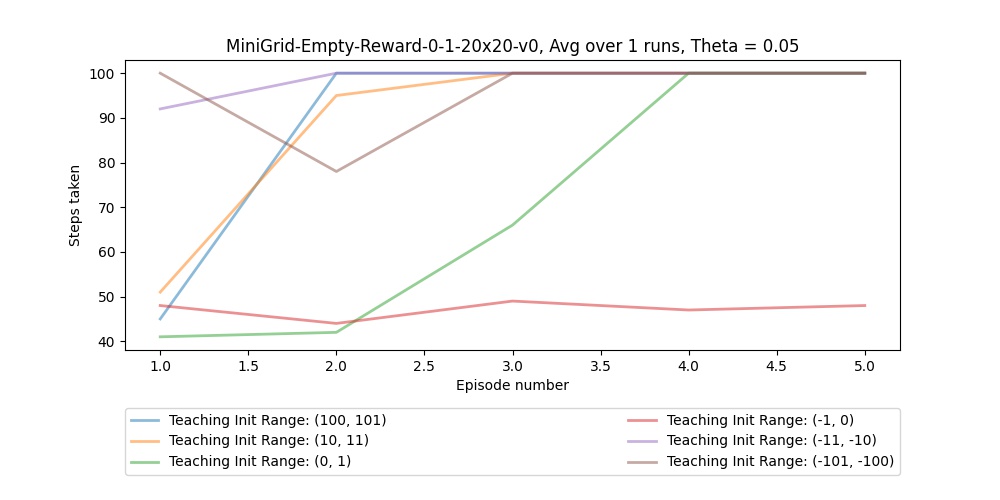 MiniGrid-Empty-Reward-0-1-20x20-v0, Avg over 1 runs, Theta = 0.05
100
90
80
70
60
50
40
Steps taken
1.0 1.5 2.0 2.5 3.0 3.5 4.0 4.5 5.0
Episode number
Teaching Init Range: (100, 101)
Teaching Init Range: (10, 11)
Teaching Init Range: (0, 1)
Teaching Init Range: (-1, 0)
Teaching Init Range: (-11, -10)
Teaching Init Range: (-101, -100)